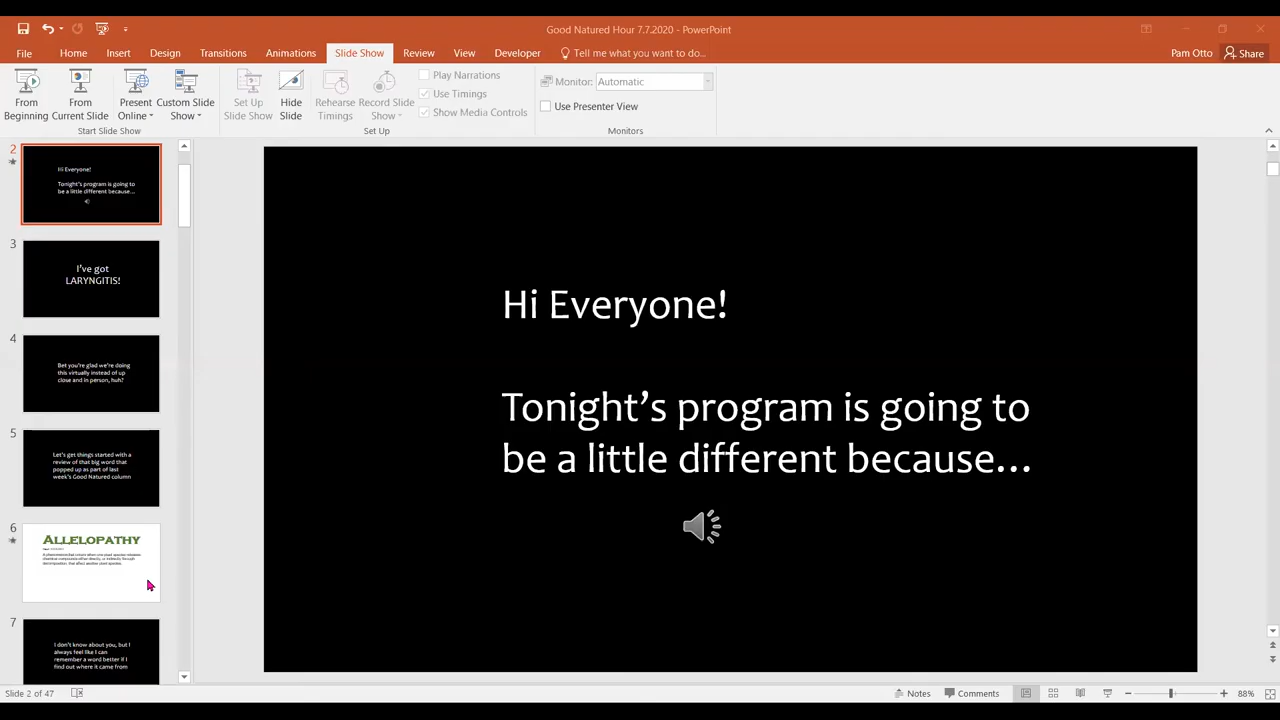 Good Natured Hour 7.7.2020 - PowerPoint
File Home Insert Design Transitions Animations Slide Show Review View Developer Tell me what you want to do... Pam Otto Share
From Beginning
From Current Slide
Present Online
Custom Slide Show
Set Up Slide Show
Hide Slide
Rehearse Timings
Record Slide Show
Play Narrations
Use Timings
Show Media Controls
Monitor: Automatic
Use Presenter View
Start Slide Show
Set Up
Monitors
2
Hi Everyone!
Tonight's program is going to
be a little different because...
3
I've got
LARYNGITIS!
4
Bet you're glad we're doing
this virtually instead of up
close and in person, huh?
5
Let's get things started with a
review of that big word that
popped up as part of last
week's Good Natured column
6
ALLELOPATHY
7
I don't know about you, but I
always feel like I can
remember a word better if I
find out where it came from
Hi Everyone!
Tonight's program is going to
be a little different because...
Slide 2 of 47
Notes
Comments
88%